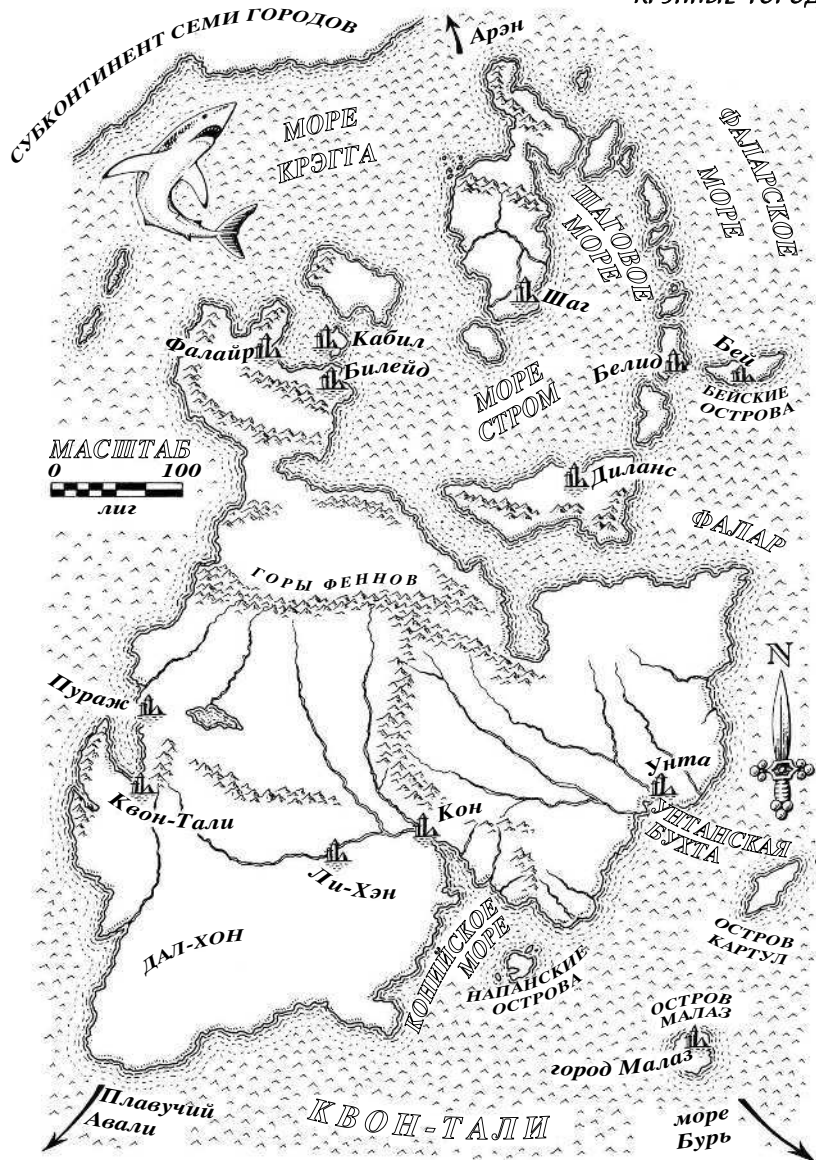 СУБКОНТИНЕНТ СЕМИ ГОРОДОВ
Арэн
МОРЕ
КРЭГГА
ФАЛАРСКОЕ
МОРЕ
ШАГОВОЕ
МОРЕ
Шаг
Фалайр
Кабил
Билейд
МОРЕ
СТРОМ
Белид
Бей
БЕЙСКИЕ
ОСТРОВА
МАСШТАБ
0 100
лиг
Диланс
ФАЛАР
ГОРЫ ФЕННОВ
N
Пураж
Квон-Тали
Кон
Ли-Хэн
Унта
УНТАНСКАЯ
БУХТА
ДАЛ-ХОН
КОНИЙСКОЕ
МОРЕ
НАПАНСКИЕ
ОСТРОВА
ОСТРОВ
КАРТУЛ
ОСТРОВ
МАЛАЗ
город Малаз
Плавучий
Авали
КВОН-ТАЛИ
море
Бурь